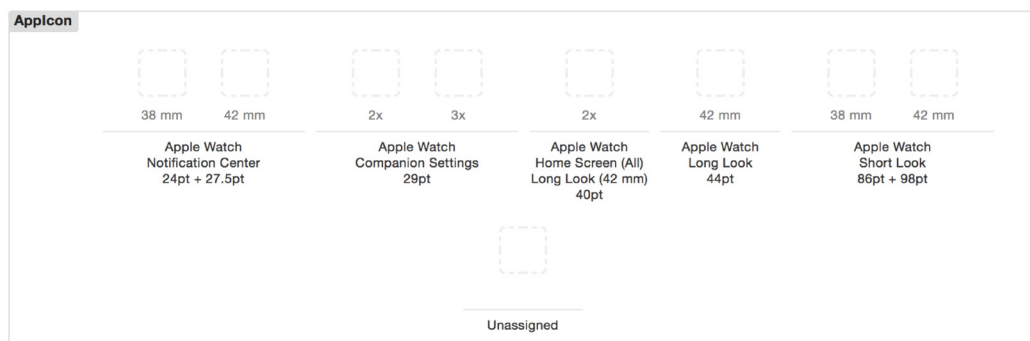 AppIcon
38 mm 42 mm 2x 3x 2x 42 mm 38 mm 42 mm
Apple Watch
Notification Center
24pt + 27.5pt
Apple Watch
Companion Settings
29pt
Apple Watch
Home Screen (All)
Long Look (42 mm)
40pt
Apple Watch
Long Look
44pt
Apple Watch
Short Look
86pt + 98pt
Unassigned